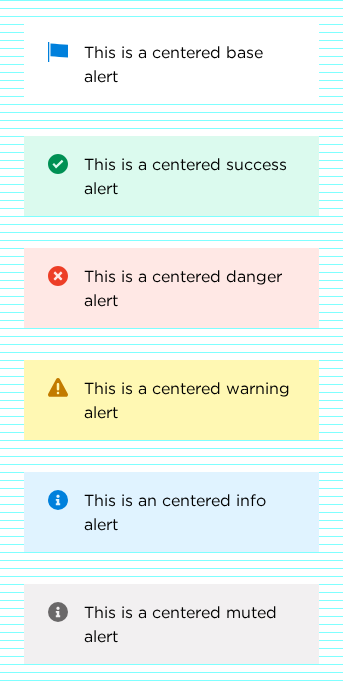 This is a centered base
alert
This is a centered success
alert
This is a centered danger
alert
This is a centered warning
alert
This is an centered info
alert
This is a centered muted
alert